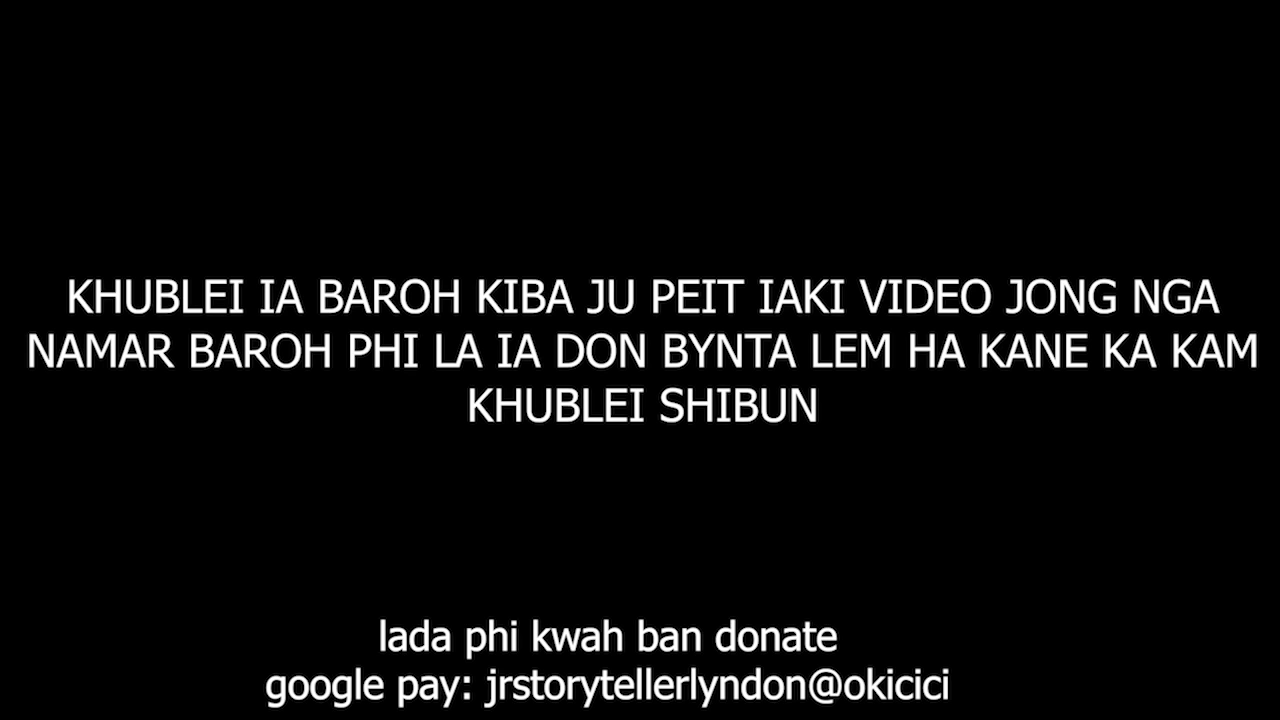 KHUBLEI IA BAROH KIBA JU PEIT IAKI VIDEO JONG NGA
NAMAR BAROH PHI LA IA DON BYNTA LEM HA KANE KA KAM
KHUBLEI SHIBUN
lada phi kwah ban donate
google pay: jrstorytellerlyndon@okicici